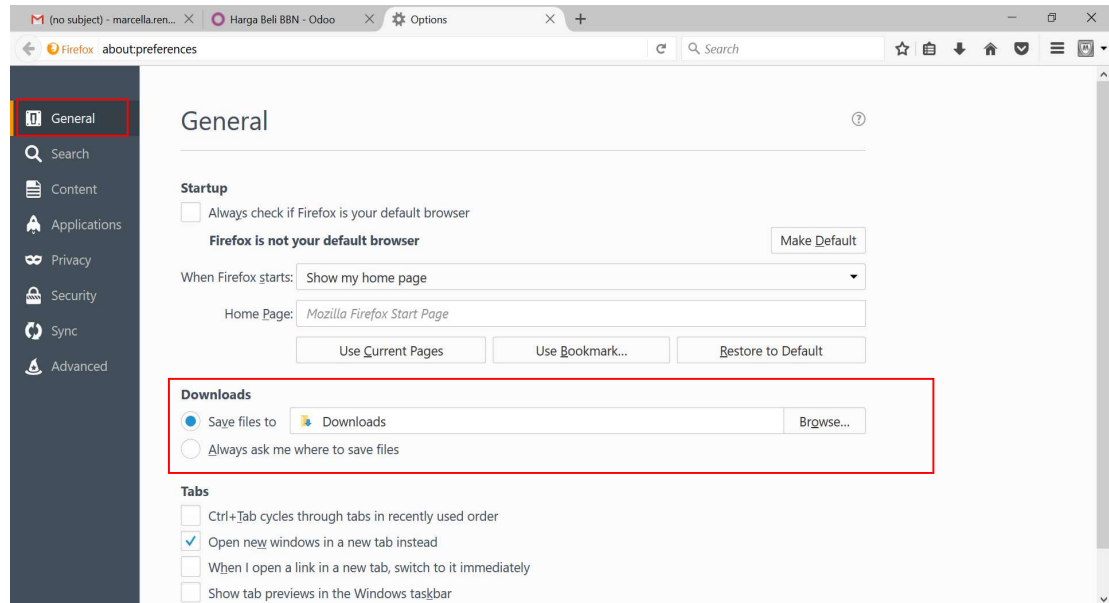 (no subject) - marcella.ren... Harga Beli BBN - Odoo Options
Firefox about:preferences Search
General
Search
Content
Applications
Privacy
Security
Sync
Advanced
General
Startup
Always check if Firefox is your default browser
Firefox is not your default browser Make Default
When Firefox starts: Show my home page
Home Page: Mozilla Firefox Start Page
Use Current Pages Use Bookmark... Restore to Default
Downloads
Save files to Downloads Browse...
Always ask me where to save files
Tabs
Ctrl+Tab cycles through tabs in recently used order
Open new windows in a new tab instead
When I open a link in a new tab, switch to it immediately
Show tab previews in the Windows taskbar